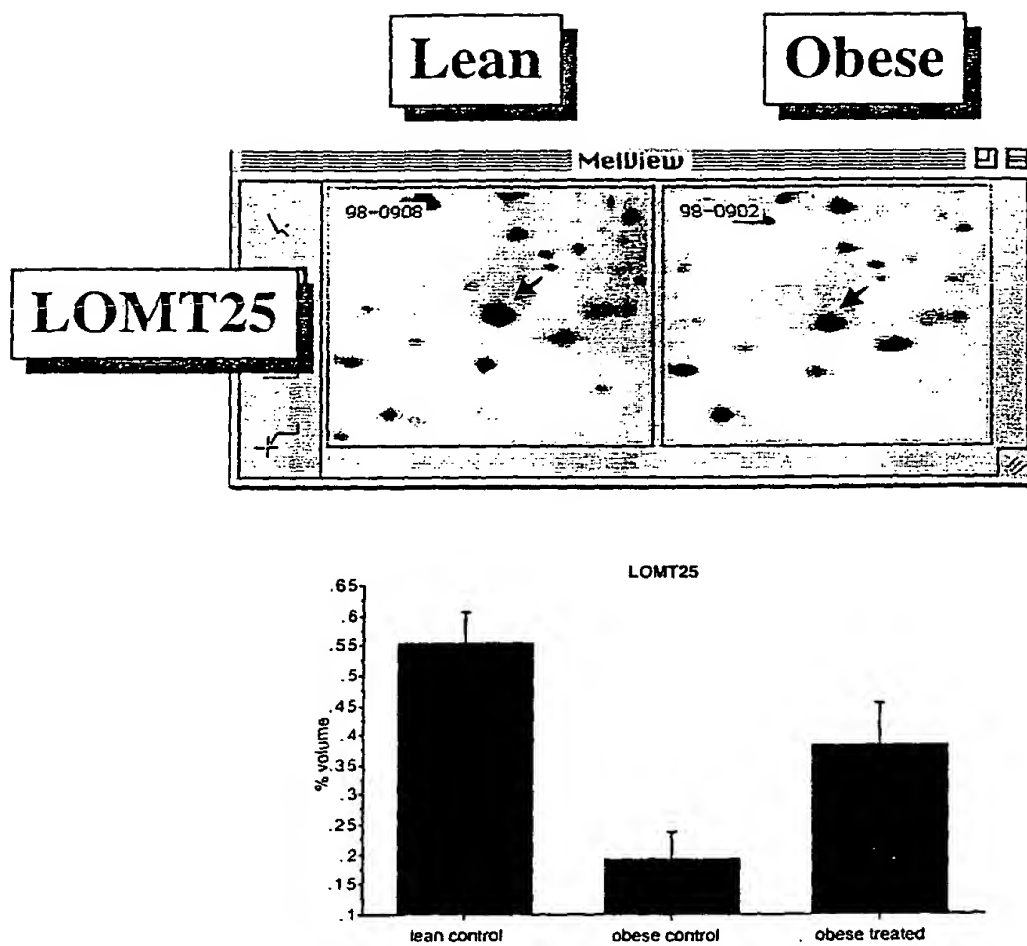 Lean
Obese
MelView
98-0908
98-0902
LOMT25
LOMT25
% volume
.65
.6
.55
.5
.45
.4
.35
.3
.25
.2
.15
.1
lean control
obese control
obese treated